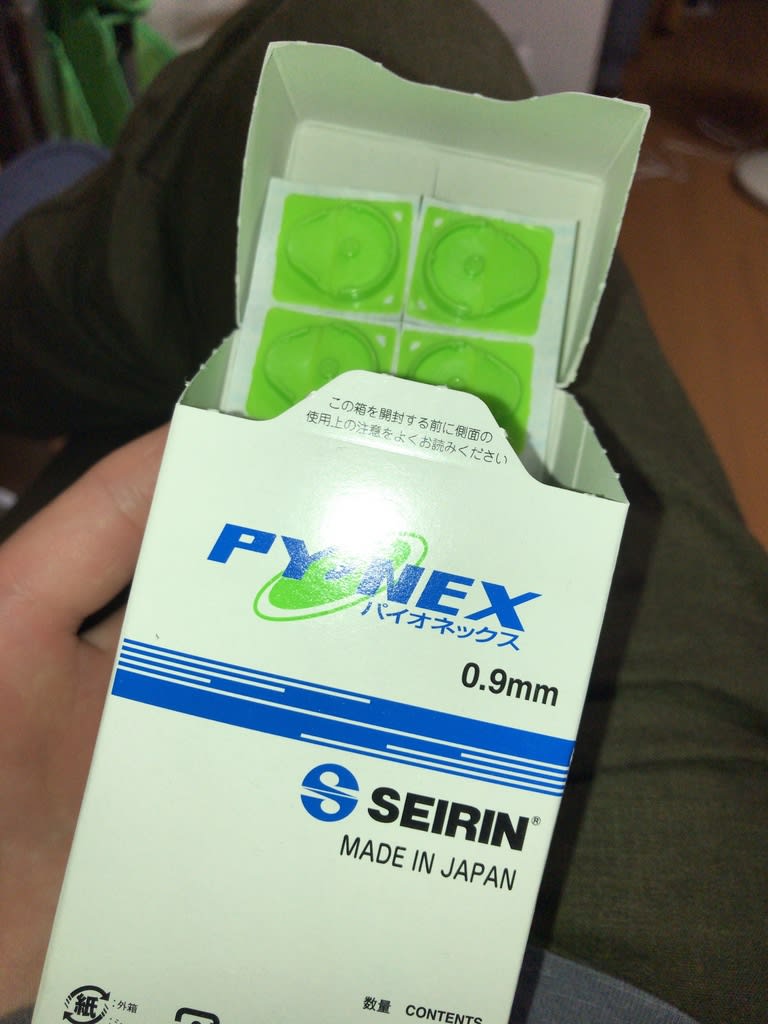 この箱を開封する前に側面の
使用上の注意をよくお読みください
PYONEX
パイオネックス
0.9mm
SEIRIN®
MADE IN JAPAN
紙 :外箱
数量 CONTENTS